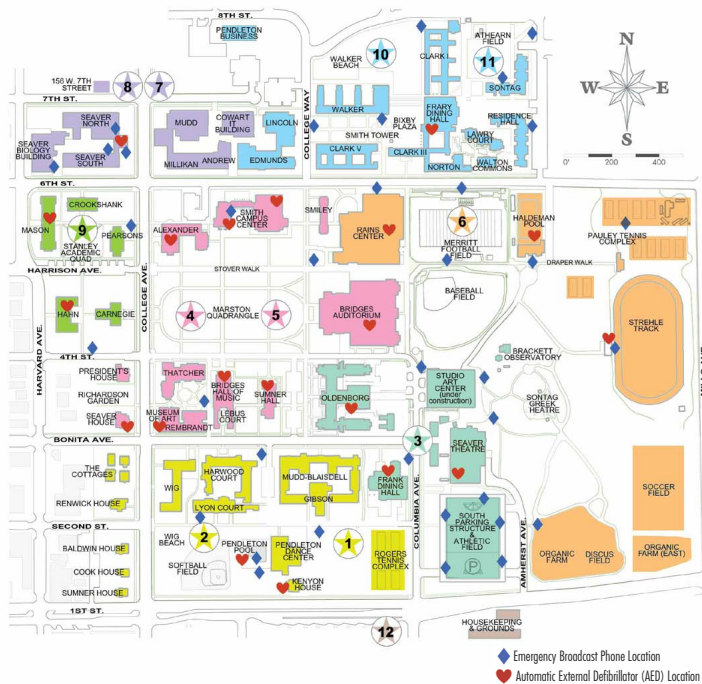 8TH ST.
PENDLETON
BUSINESS
10
WALKER
BEACH
CLARK I
ATHEARN
FIELD
11
SONTAG
N
W
E
S
0'
200'
400'
156 W. 7TH
STREET
8
7
7TH ST.
SEAVER
NORTH
SEAVER
BIOLOGY
BUILDING
SEAVER
SOUTH
MUDD
COWART
IT
BUILDING
LINCOLN
MILLIKAN
ANDREW
EDMUNDS
COLLEGE WAY
WALKER
SMITH TOWER
BIXBY
PLAZA
FRARY
DINING
HALL
RESIDENCE
HALL
LAWRY
COURT
CLARK V
CLARK III
NORTON
WALTON
COMMONS
6TH ST.
CROOKSHANK
MASON
9
PEARSONS
STANLEY
ACADEMIC
QUAD
HARRISON AVE.
ALEXANDER
SMITH
CAMPUS
CENTER
SMILEY
RAINS
CENTER
6
MERRITT
FOOTBALL
FIELD
HALDEMAN
POOL
PAULEY TENNIS
COMPLEX
DRAPER WALK
STOVER WALK
COLLEGE AVE.
HAHN
CARNEGIE
4
MARSTON
QUADRANGLE
5
BRIDGES
AUDITORIUM
BASEBALL
FIELD
STREHLE
TRACK
HARVARD AVE.
4TH ST.
PRESIDENT'S
HOUSE
RICHARDSON
GARDEN
SEAVER
HOUSE
THATCHER
BRIDGES
HALL OF
MUSIC
SUMNER
HALL
MUSEUM
OF ART
REMBRANDT
LEBUS
COURT
OLDENBORG
STUDIO
ART
CENTER
(under
construction)
BRACKETT
OBSERVATORY
SONTAG
GREEK
HEATRE
BONITA AVE.
3
SEAVER
THEATRE
THE
COTTAGES
RENWICK HOUSE
WIG
HARWOOD
COURT
LYON COURT
MUDD-BLAISDELL
GIBSON
FRANK
DINING
HALL
COLUMBIA AVE.
SOCCER
FIELD
SECOND ST.
WIG
BEACH
2
PENDLETON
POOL
PENDLETON
DANCE
CENTER
1
ROGERS
TENNIS
COMPLEX
SOUTH
PARKING
STRUCTURE
&
ATHLETIC
FIELD
P
AMHERST AVE.
ORGANIC
FARM
DISCUS
FIELD
ORGANIC
FARM (EAST)
BALDWIN HOUSE
COOK HOUSE
SUMNER HOUSE
SOFTBALL
FIELD
KENYON
HOUSE
1ST ST.
12
HOUSEKEEPING
& GROUNDS
Emergency Broadcast Phone Location
Automatic External Defibrillator (AED) Location